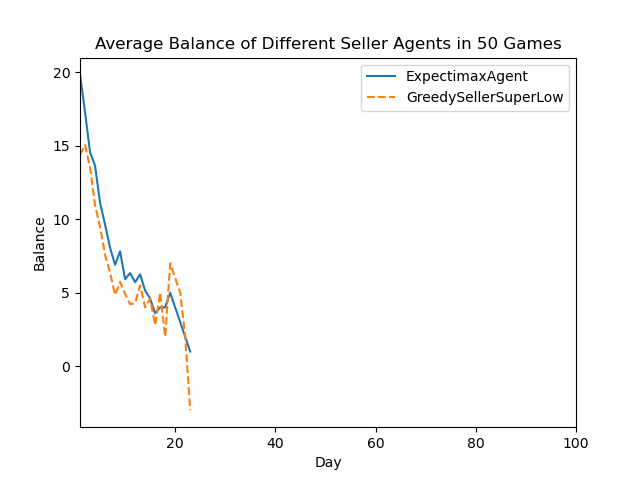 Average Balance of Different Seller Agents in 50 Games
ExpectimaxAgent
GreedySellerSuperLow
20
15
10
5
0
Balance
20 40 60 80 100
Day